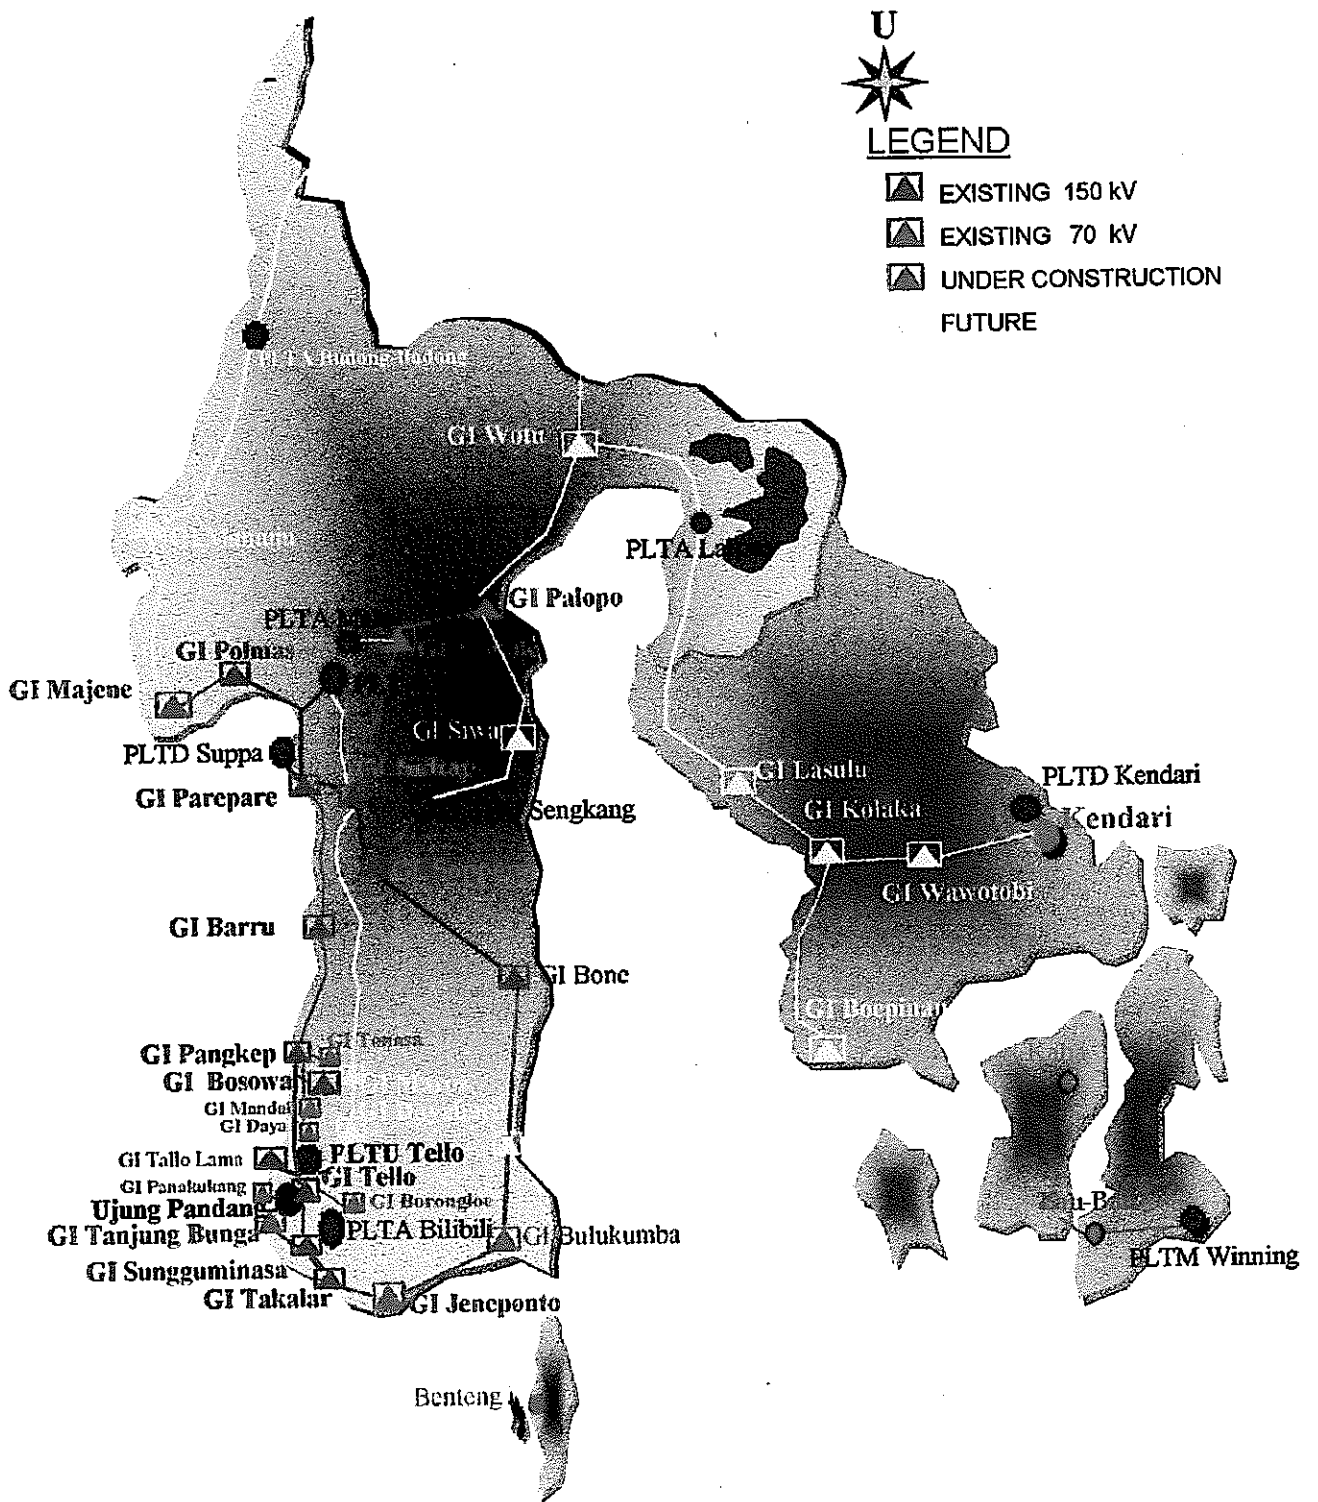 U
LEGEND
EXISTING 150 kV
EXISTING 70 kV
UNDER CONSTRUCTION
FUTURE
PLTA
GI Wotu
PLTA
GI Palopo
PLTA
GI Polmas
GI Majene
GI Siwa
PLTD Suppa
GI Lasulu
PLTD Kendari
GI Parepare
Sengkang
GI Kolaka
Kendari
GI Wawotobi
GI Barru
GI Bone
GI Tonasa
GI Pangkep
GI Bosowa
GI Mandai
GI Daya
GI Tallo Lama
PLTU Tello
GI Tello
GI Panakukang
GI Borongloe
Ujung Pandang
GI Tanjung Bunga
PLTA Bilibili
GI Bulukumba
PLTM Winning
GI Sungguminasa
GI Takalar
GI Jeneponto
Benteng